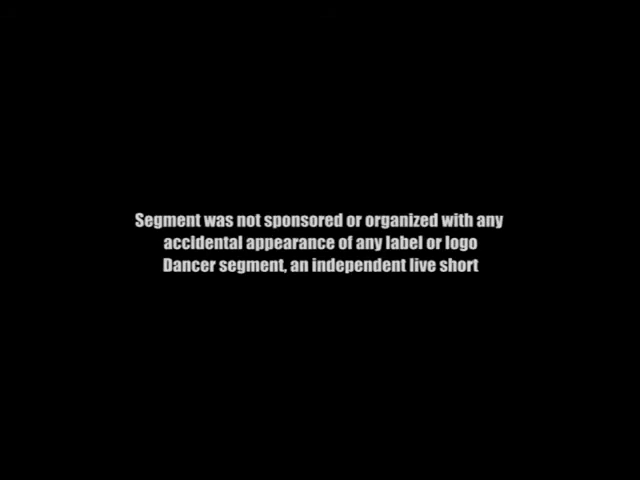 Segment was not sponsored or organized with any
accidental appearance of any label or logo
Dancer segment, an independent live short